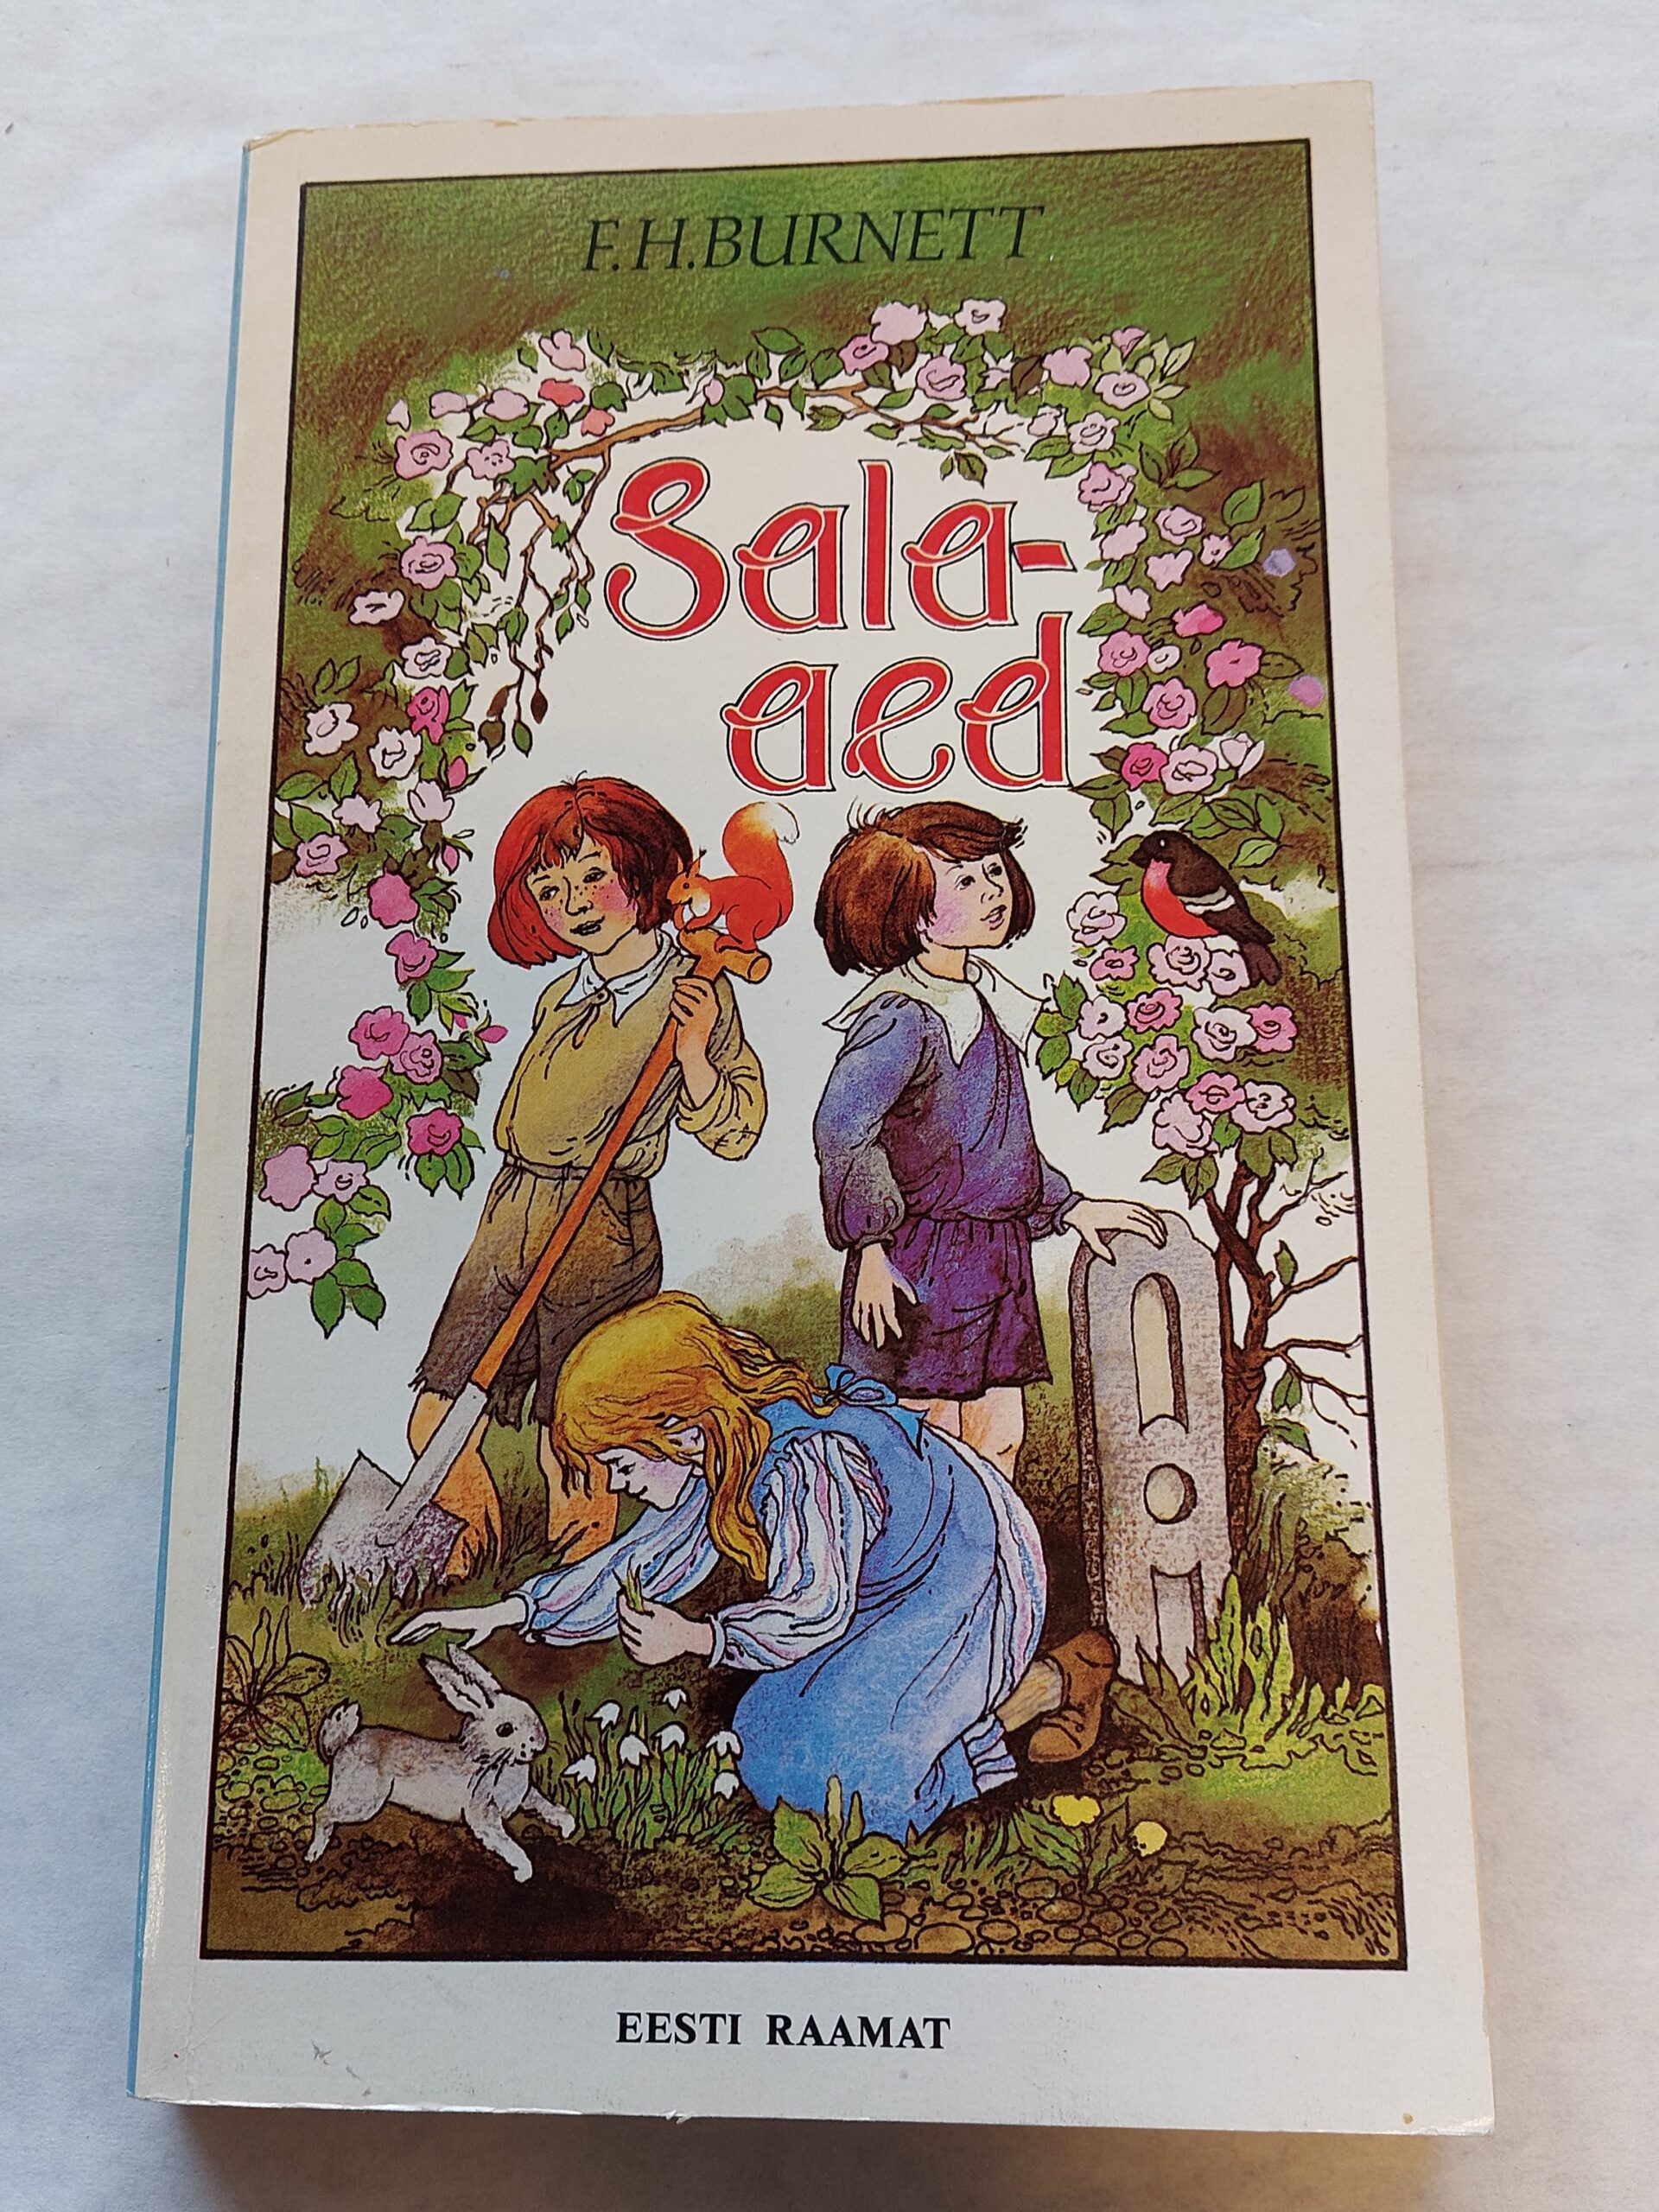 F.H.BURNETT
Sala-
aed
EESTI RAAMAT